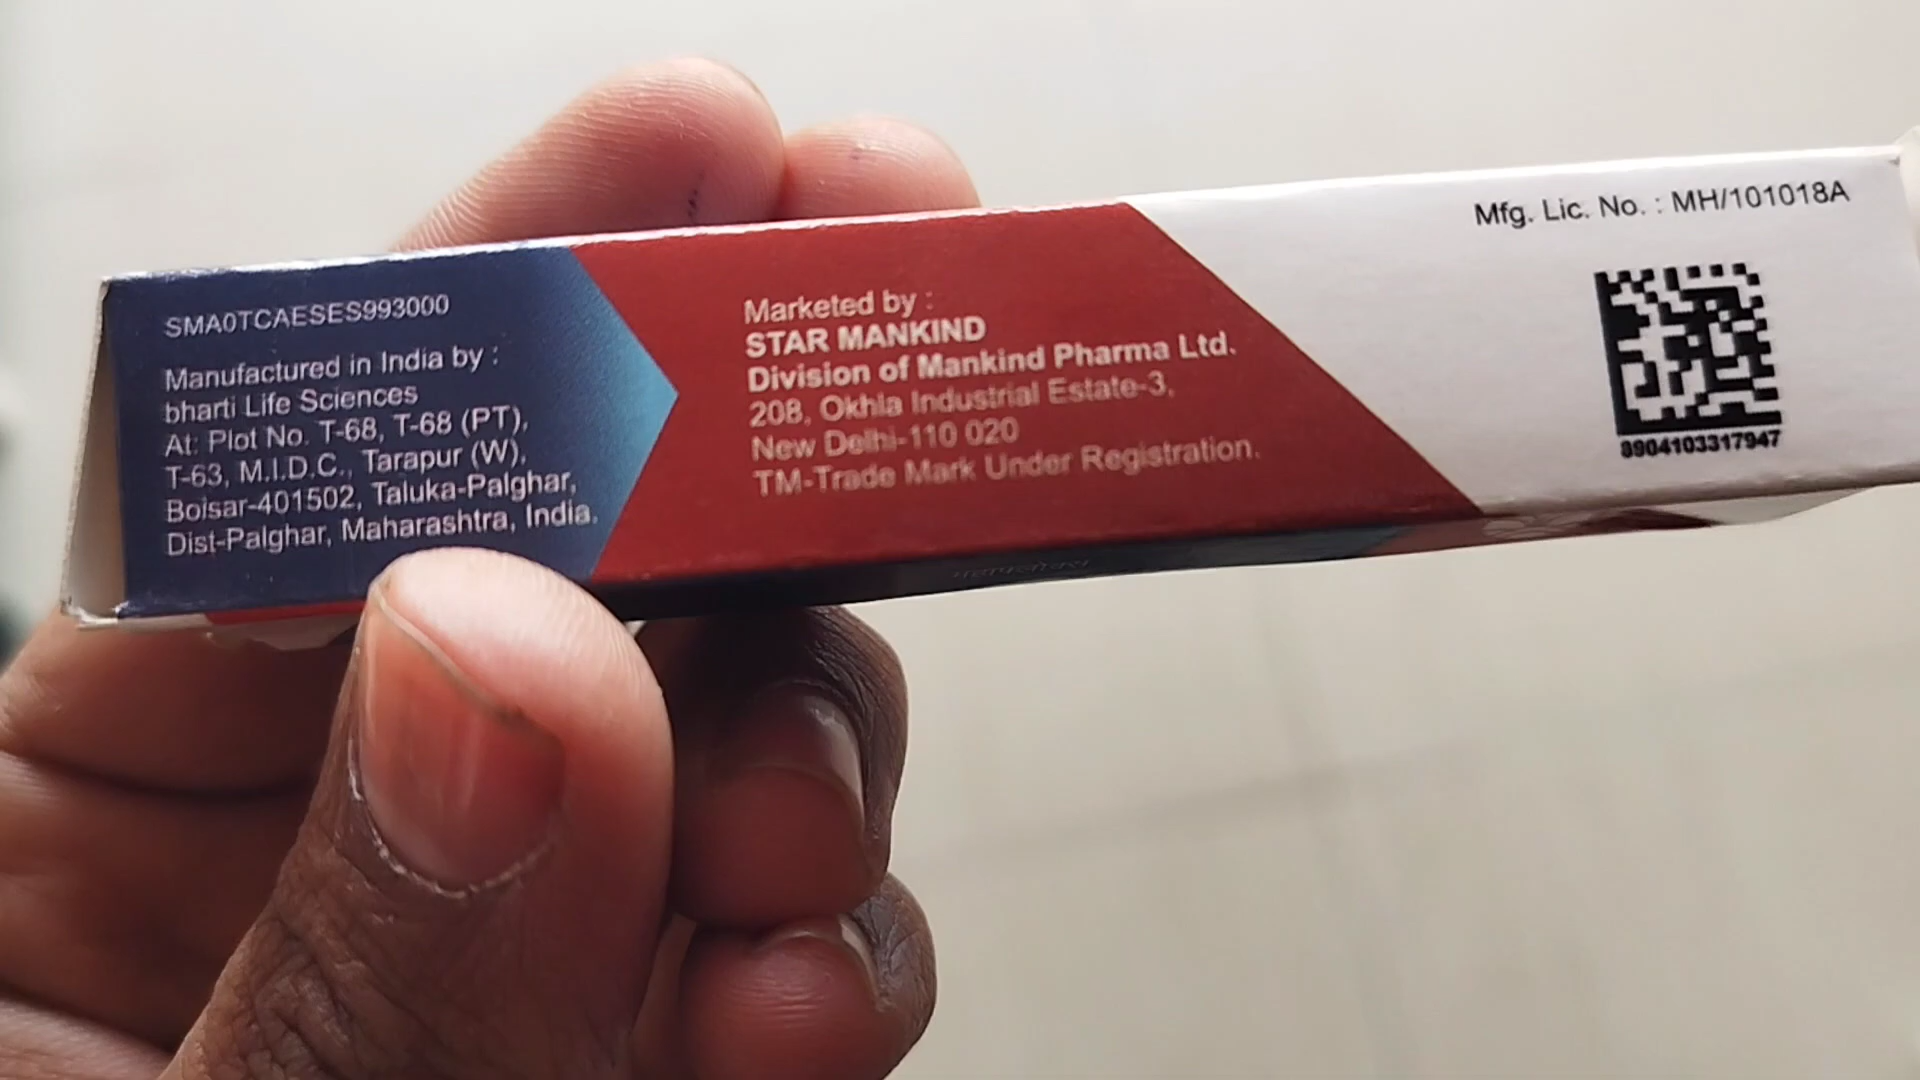 SMA0TCAESES993000
Manufactured in India by :
bharti Life Sciences
At: Plot No. T-68, T-68 (PT),
T-63, M.I.D.C., Tarapur (W),
Boisar-401502, Taluka-Palghar,
Dist-Palghar, Maharashtra, India.
Marketed by :
STAR MANKIND
Division of Mankind Pharma Ltd.
208, Okhla Industrial Estate-3,
New Delhi-110 020
TM-Trade Mark Under Registration.
Mfg. Lic. No. : MH/101018A
8904103317947